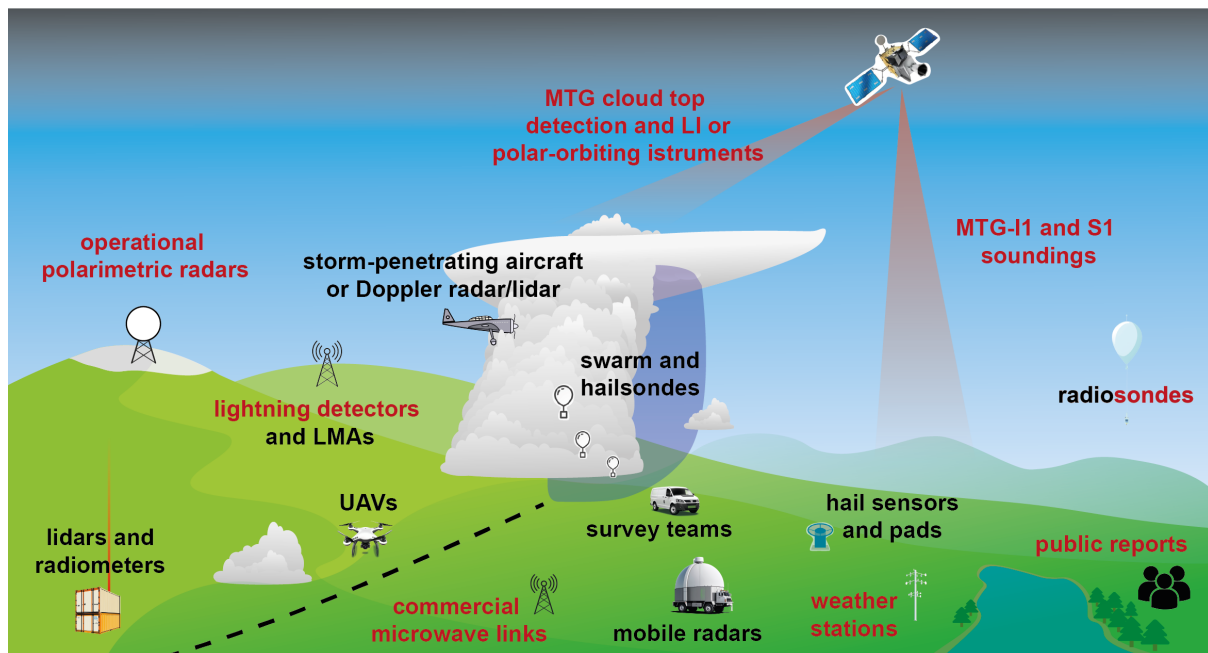 MTG cloud top
detection and LI or
polar-orbiting istruments
MTG-I1 and S1
soundings
operational
polarimetric radars
storm-penetrating aircraft
or Doppler radar/lidar
swarm and
hailsondes
radiosondes
lightning detectors
and LMAs
UAVs
survey teams
hail sensors
and pads
lidars and
radiometers
public reports
commercial
microwave links
mobile radars
weather
stations